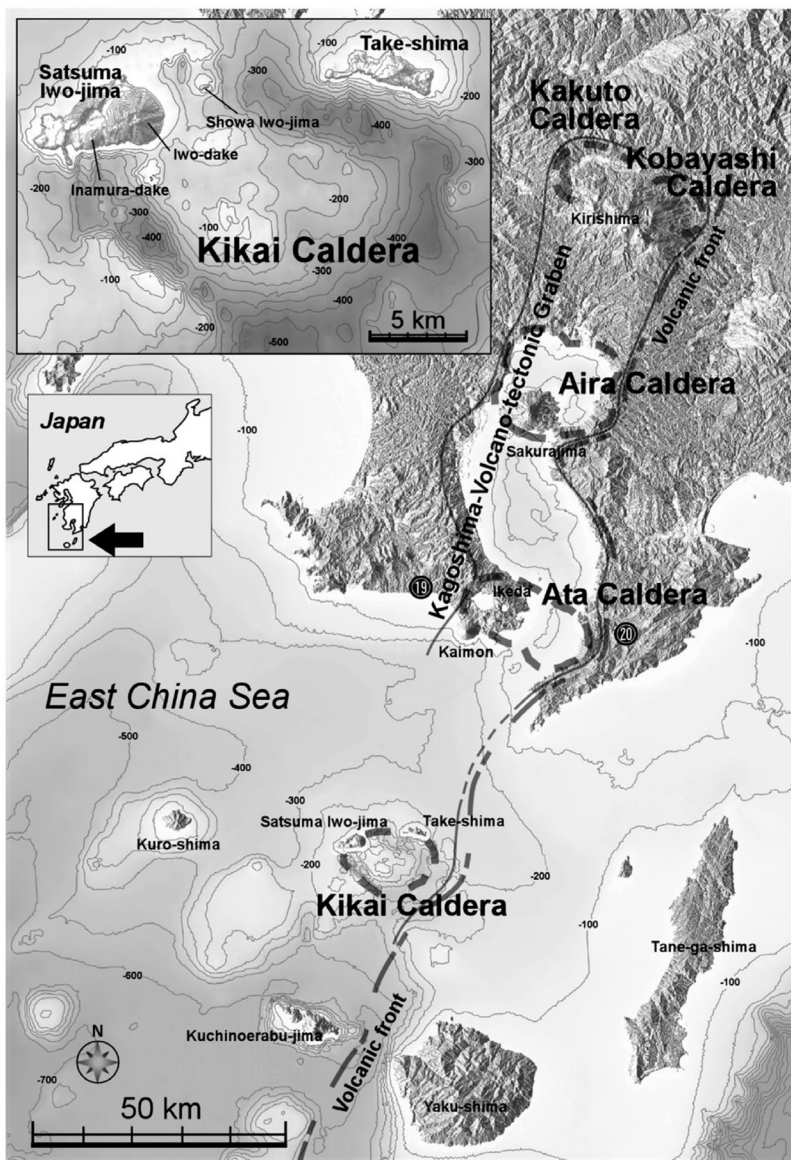 -100
-100
Take-shima
-300
Satsuma
Iwo-jima
-200
Showa Iwo-jima
-400
Iwo-dake
-300
Inamura-dake
-200
-300
-100
-400
-400
Kikai Caldera
-100
-300
-400
-200
5 km
-500
Kakuto
Caldera
Kobayashi
Caldera
Kirishima
Volcanic front
Kagoshima-Volcano-tectonic Graben
Aira Caldera
Sakurajima
Japan
-100
⑲
Ikeda
Ata Caldera
⑳
Kaimon
-100
East China Sea
-500
-400
-300
Satsuma Iwo-jima
Take-shima
Kuro-shima
-200
-200
Kikai Caldera
-100
Tane-ga-shima
-600
-100
Kuchinoerabu-jima
Volcanic front
N
-700
50 km
Yaku-shima